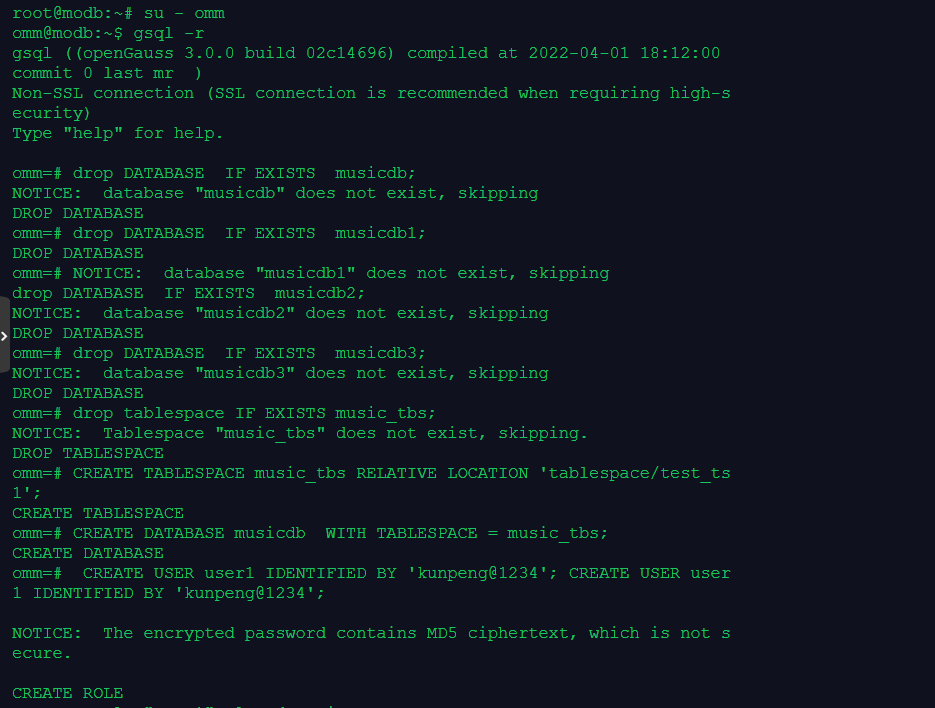 root@modb:~# su - omm
omm@modb:~$ gsql -r
gsql ((openGauss 3.0.0 build 02c14696) compiled at 2022-04-01 18:12:00
commit 0 last mr  )
Non-SSL connection (SSL connection is recommended when requiring high-s
ecurity)
Type "help" for help.

omm=# drop DATABASE  IF EXISTS  musicdb;
NOTICE:  database "musicdb" does not exist, skipping
DROP DATABASE
omm=# drop DATABASE  IF EXISTS  musicdb1;
DROP DATABASE
omm=# NOTICE:  database "musicdb1" does not exist, skipping
drop DATABASE  IF EXISTS  musicdb2;
NOTICE:  database "musicdb2" does not exist, skipping
DROP DATABASE
omm=# drop DATABASE  IF EXISTS  musicdb3;
NOTICE:  database "musicdb3" does not exist, skipping
DROP DATABASE
omm=# drop tablespace IF EXISTS music_tbs;
NOTICE:  Tablespace "music_tbs" does not exist, skipping.
DROP TABLESPACE
omm=# CREATE TABLESPACE music_tbs RELATIVE LOCATION 'tablespace/test_ts
1';
CREATE TABLESPACE
omm=# CREATE DATABASE musicdb  WITH TABLESPACE = music_tbs;
CREATE DATABASE
omm=#  CREATE USER user1 IDENTIFIED BY 'kunpeng@1234'; CREATE USER user
1 IDENTIFIED BY 'kunpeng@1234';

NOTICE:  The encrypted password contains MD5 ciphertext, which is not s
ecure.

CREATE ROLE